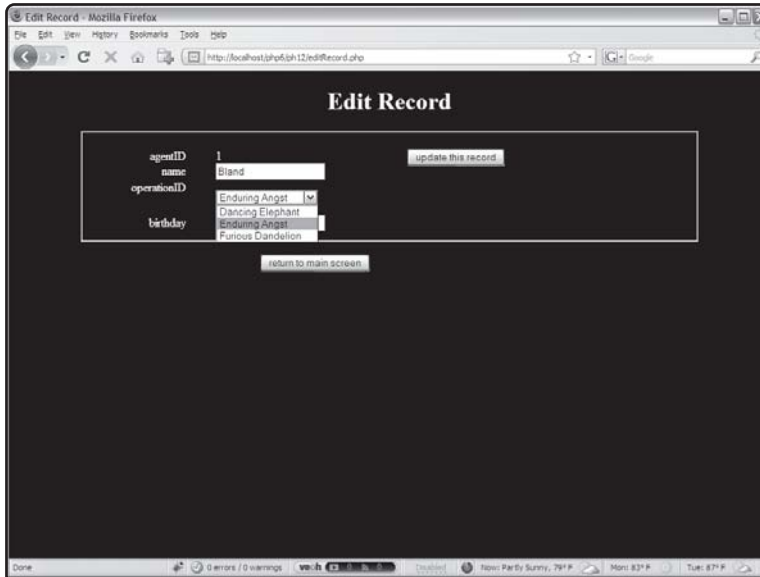 Edit Record - Mozilla Firefox
File Edit View History Bookmarks Tools Help
http://localhost/php6/ph12/editRecord.php
Google
Edit Record
agentID 1 update this record
name Bland
operationID Enduring Angst
Dancing Elephant
Enduring Angst
Furious Dandelion
birthday
return to main screen
Done 0 errors / 0 warnings veoh Disabled Now: Partly Sunny, 79° F Mon: 83° F Tue: 87° F